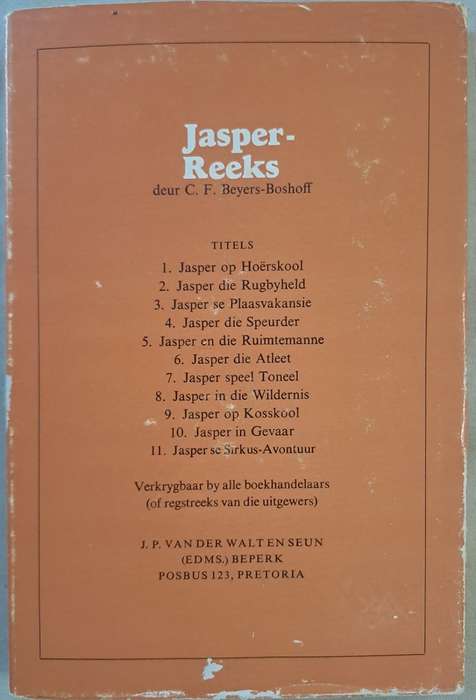 Jasper-
Reeks
deur C. F. Beyers-Boshoff
TITELS
1. Jasper op Hoërskool
2. Jasper die Rugbyheld
3. Jasper se Plaasvakansie
4. Jasper die Speurder
5. Jasper en die Ruimtemanne
6. Jasper die Atleet
7. Jasper speel Toneel
8. Jasper in die Wildernis
9. Jasper op Kosskool
10. Jasper in Gevaar
11. Jasper se Sirkus-Avontuur
Verkrygbaar by alle boekhandelaars
(of regstreeks van die uitgewers)
J. P. VAN DER WALT EN SEUN
(EDMS.) BEPERK
POSBUS 123, PRETORIA